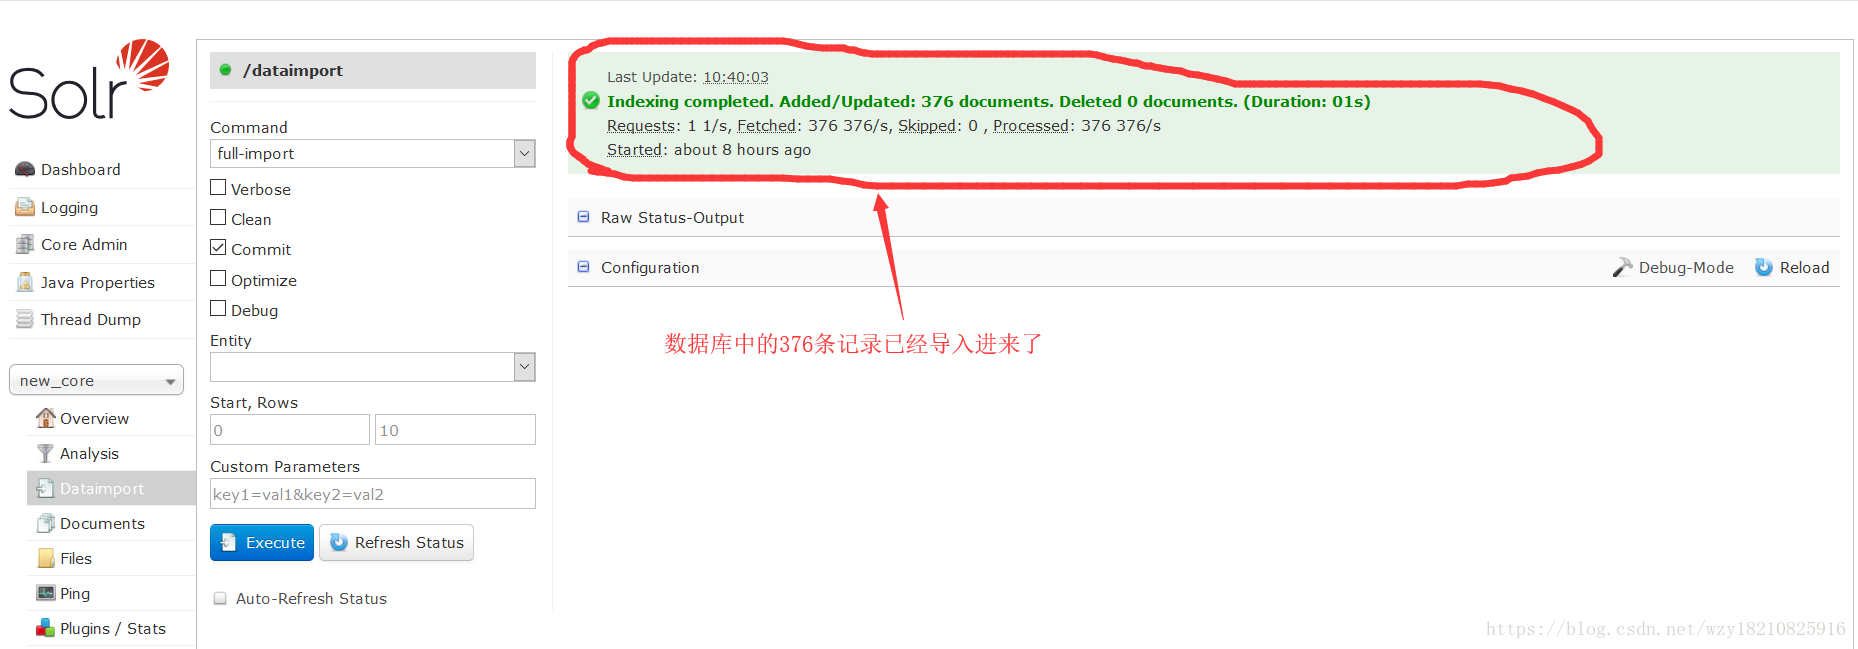 Solr
Dashboard
Logging
Core Admin
Java Properties
Thread Dump
new_core
Overview
Analysis
Dataimport
Documents
Files
Ping
Plugins / Stats
/dataimport
Command
full-import
Verbose
Clean
Commit
Optimize
Debug
Entity
Start, Rows
0 10
Custom Parameters
key1=val1&key2=val2
Execute Refresh Status
Auto-Refresh Status
Last Update: 10:40:03
Indexing completed. Added/Updated: 376 documents. Deleted 0 documents. (Duration: 01s)
Requests: 1 1/s, Fetched: 376 376/s, Skipped: 0 , Processed: 376 376/s
Started: about 8 hours ago
Raw Status-Output
Configuration Debug-Mode Reload
数据库中的376条记录已经导入进来了
https://blog.csdn.net/wzy18210825916